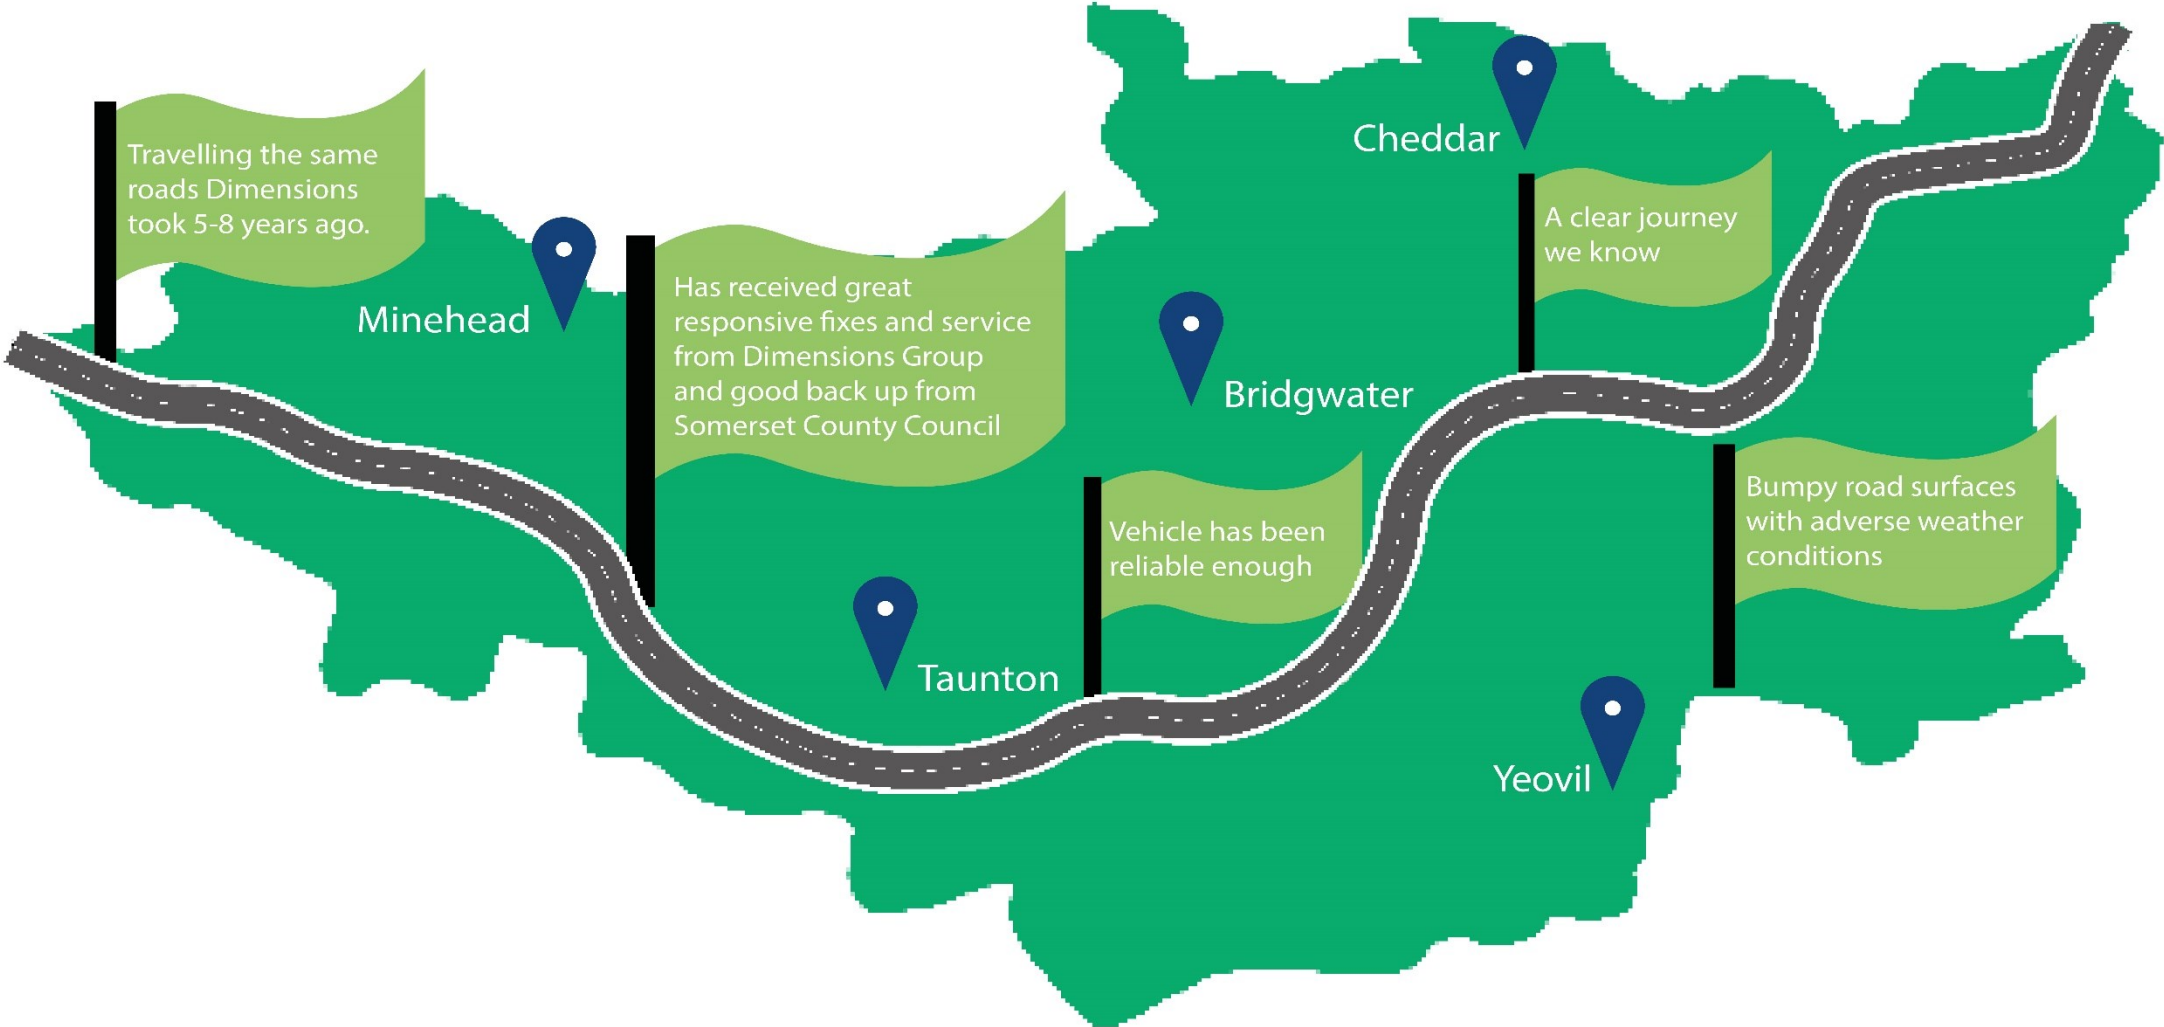 Travelling the same
roads Dimensions
took 5-8 years ago.
Minehead
Has received great
responsive fixes and service
from Dimensions Group
and good back up from
Somerset County Council
Cheddar
A clear journey
we know
Bridgwater
Vehicle has been
reliable enough
Bumpy road surfaces
with adverse weather
conditions
Taunton
Yeovil